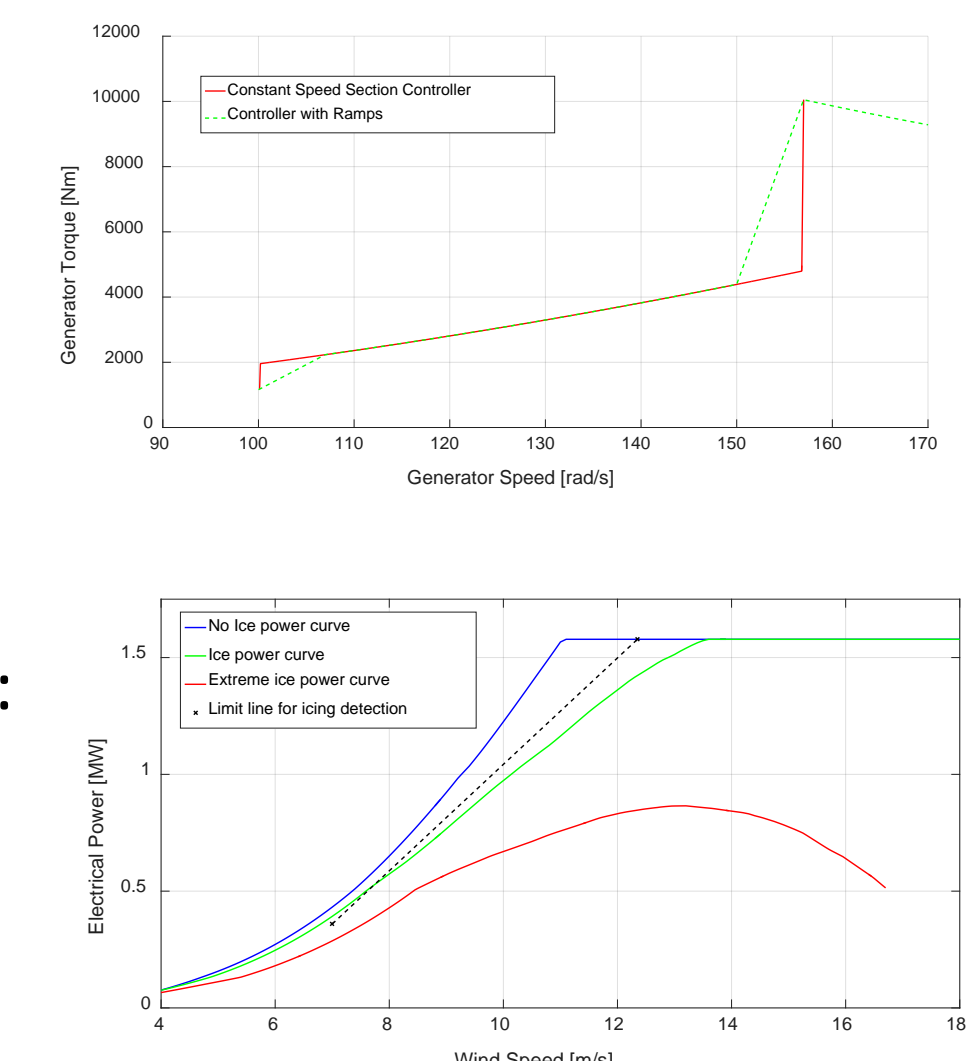 12000
10000
8000
6000
4000
2000
0
Generator Torque [Nm]
Constant Speed Section Controller
Controller with Ramps
90 100 110 120 130 140 150 160 170
Generator Speed [rad/s]
:
1.5
1
0.5
0
Electrical Power [MW]
No Ice power curve
Ice power curve
Extreme ice power curve
Limit line for icing detection
4 6 8 10 12 14 16 18
Wind Speed [m/s]